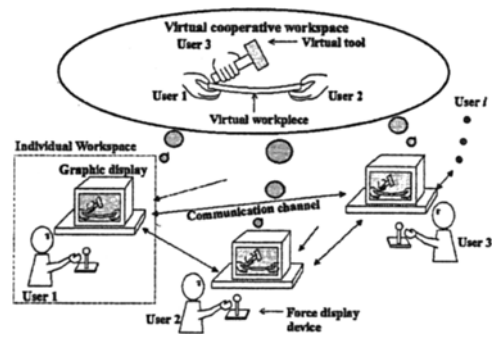 Virtual cooperative workspace
User 3
Virtual tool
User 1
User 2
Virtual workpiece
User i
Individual Workspace
Graphic display
Communication channel
User 3
User 1
User 2
Force display
device